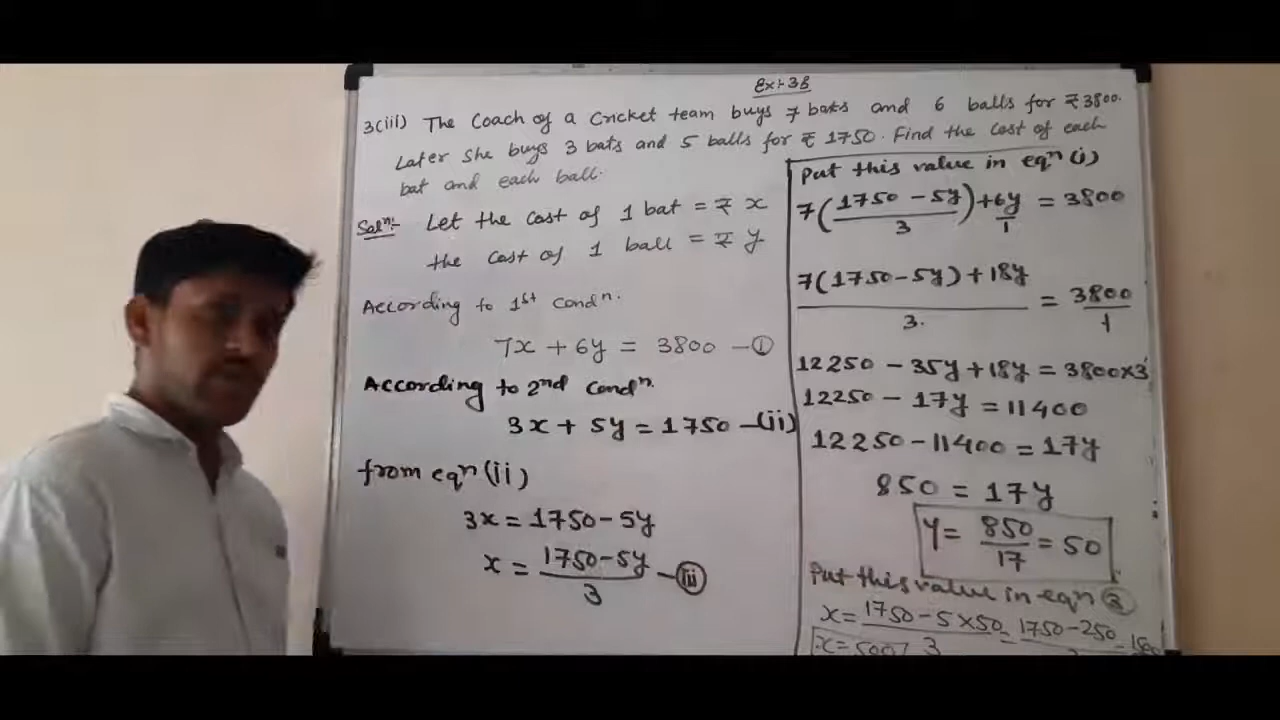 Ex:-3B
3(iii) The Coach of a Cricket team buys 7 bats and 6 balls for ₹3800.
Later she buys 3 bats and 5 balls for ₹ 1750. Find the cost of each
bat and each ball.
Solⁿ:- Let the cost of 1 bat = ₹ x
the cost of 1 ball = ₹ y
According to 1st condⁿ.
7x + 6y = 3800 —①
According to 2nd condⁿ.
3x + 5y = 1750 —(ii)
from eqⁿ (ii)
3x = 1750 - 5y
x = (1750-5y)/3 —(iii)
Put this value in eqⁿ (i)
7((1750 - 5y)/3) + 6y/1 = 3800
(7(1750-5y) + 18y)/3. = 3800/1
12250 - 35y + 18y = 3800×3
12250 - 17y = 11400
12250 - 11400 = 17y
850 = 17y
y = 850/17 = 50
Put this value in eqⁿ ③
x = (1750 - 5×50)/3 = 1750-250 =
x = 500